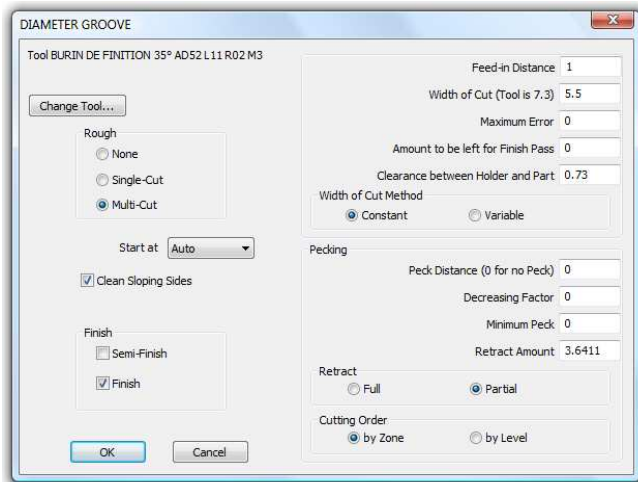 DIAMETER GROOVE
Tool BURIN DE FINITION 35° AD52 L11 R02 M3
Change Tool...
Rough
None
Single-Cut
Multi-Cut
Start at Auto
Clean Sloping Sides
Finish
Semi-Finish
Finish
OK Cancel
Feed-in Distance 1
Width of Cut (Tool is 7.3) 5.5
Maximum Error 0
Amount to be left for Finish Pass 0
Clearance between Holder and Part 0.73
Width of Cut Method
Constant Variable
Pecking
Peck Distance (0 for no Peck) 0
Decreasing Factor 0
Minimum Peck 0
Retract Amount 3.6411
Retract
Full Partial
Cutting Order
by Zone by Level